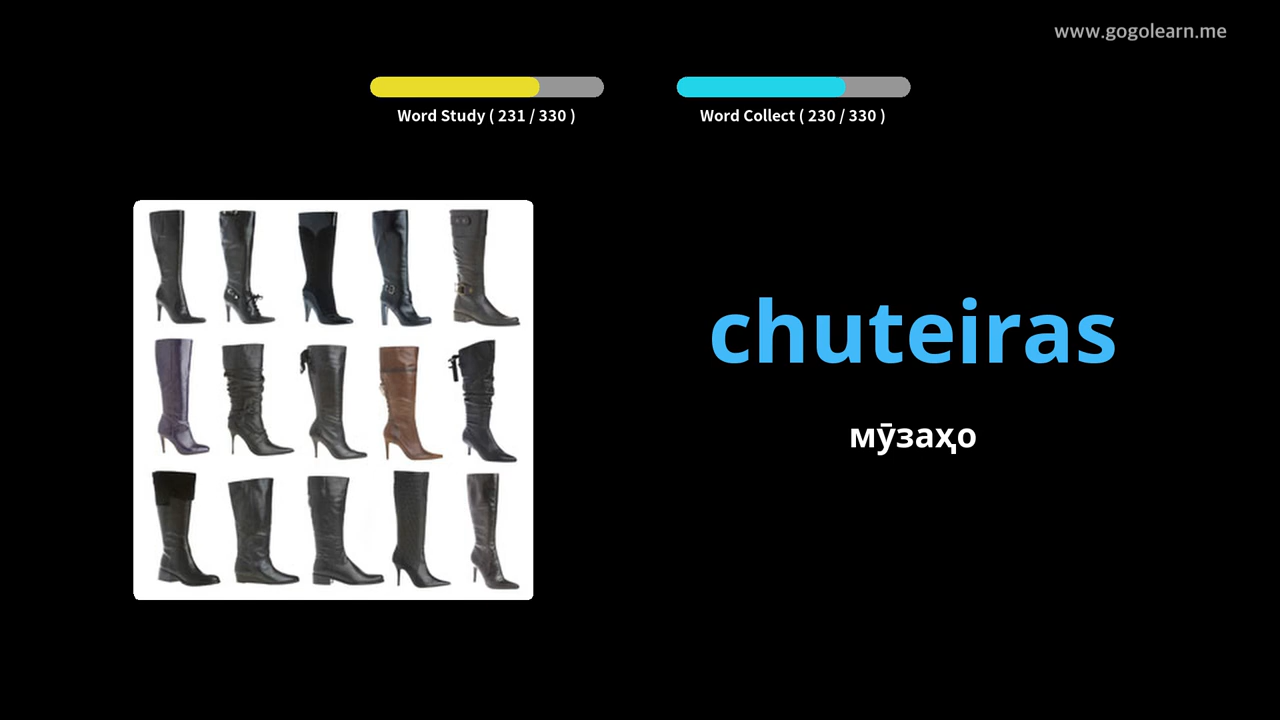 www.gogolearn.me
Word Study ( 231 / 330 )
Word Collect ( 230 / 330 )
chuteiras
мӯзаҳо